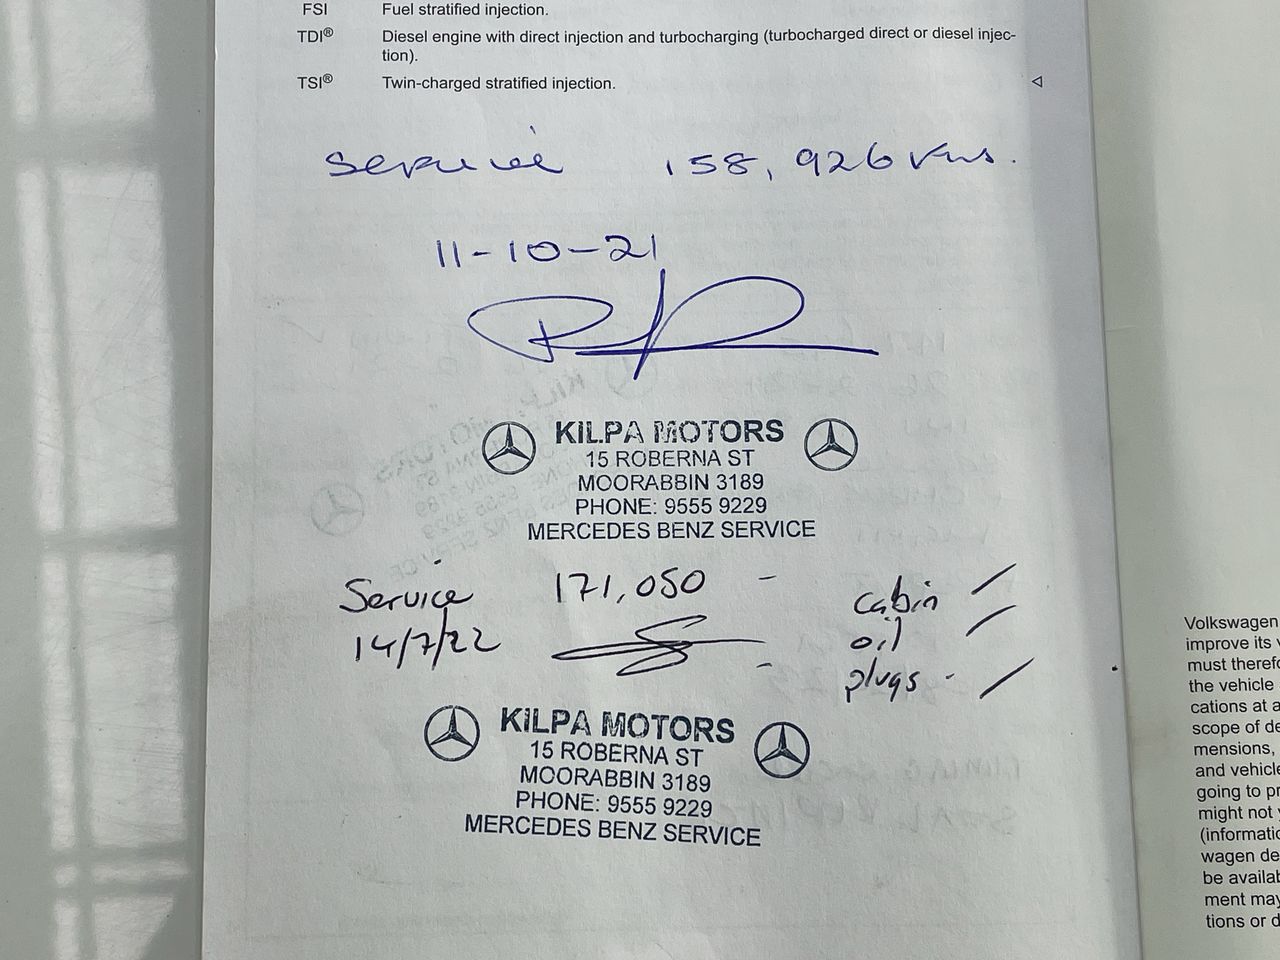 FSI Fuel stratified injection.
TDI® Diesel engine with direct injection and turbocharging (turbocharged direct or diesel injec-
tion).
TSI® Twin-charged stratified injection.
Service 158,926 kms.
11-10-21
KILPA MOTORS
15 ROBERNA ST
MOORABBIN 3189
PHONE: 9555 9229
MERCEDES BENZ SERVICE
Service 171,050 - cabin
14/7/22 oil
- plugs -
KILPA MOTORS
15 ROBERNA ST
MOORABBIN 3189
PHONE: 9555 9229
MERCEDES BENZ SERVICE
Volkswagen
improve its
must therefo
the vehicle
cations at a
scope of de
mensions,
and vehicle
going to pr
might not
(informatio
wagen de
be availab
ment may
tions or d